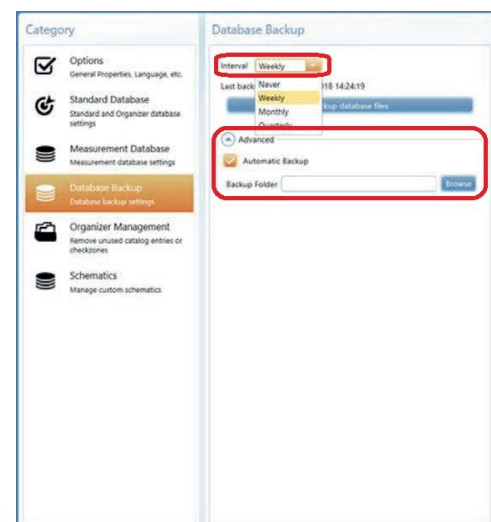 Category
Options
General Properties, Language, etc.
Standard Database
Standard and Organizer database
settings
Measurement Database
Measurement database settings
Database Backup
Database backup settings
Organizer Management
Remove unused catalog entries or
checkzones
Schematics
Manage custom schematics
Database Backup
Interval Weekly
Last back 18 14:24:19
Never
Weekly
kup database files
Monthly
Quarterly
Advanced
Automatic Backup
Backup Folder Browse